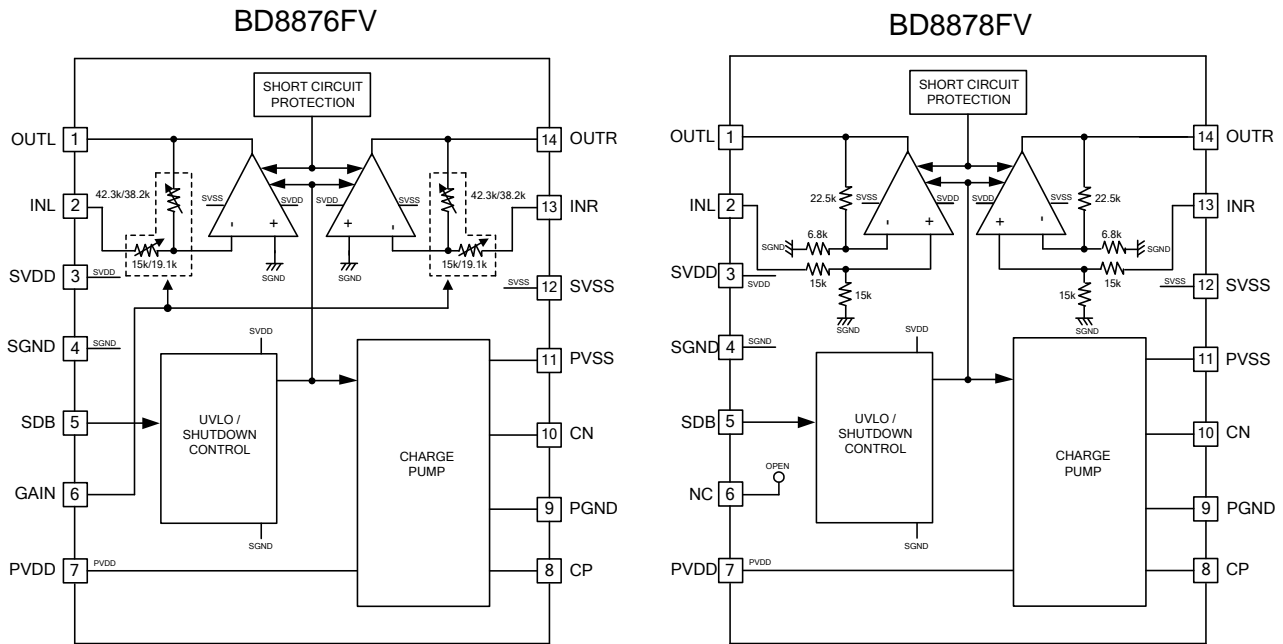 BD8876FV
SHORT CIRCUIT
PROTECTION
OUTL
1
14
OUTR
42.3k/38.2k
42.3k/38.2k
SVSS
SVDD
SVDD
SVSS
INL
2
13
INR
-
+
+
-
15k/19.1k
SGND
SGND
15k/19.1k
SVDD
3
SVDD
SVSS
12
SVSS
SGND
4
SGND
SVDD
11
PVSS
SDB
5
UVLO /
SHUTDOWN
CONTROL
CHARGE
PUMP
10
CN
GAIN
6
9
PGND
SGND
PVDD
7
PVDD
8
CP
BD8878FV
SHORT CIRCUIT
PROTECTION
OUTL
1
14
OUTR
22.5k
SVSS
SVDD
SVDD
SVSS
22.5k
INL
2
13
INR
-
+
+
-
6.8k
6.8k
SGND
SGND
15k
15k
SVDD
3
SVDD
15k
15k
SVSS
12
SVSS
SGND
SGND
SGND
4
SGND
SVDD
11
PVSS
SDB
5
UVLO /
SHUTDOWN
CONTROL
CHARGE
PUMP
10
CN
OPEN
NC
6
9
PGND
SGND
PVDD
7
PVDD
8
CP